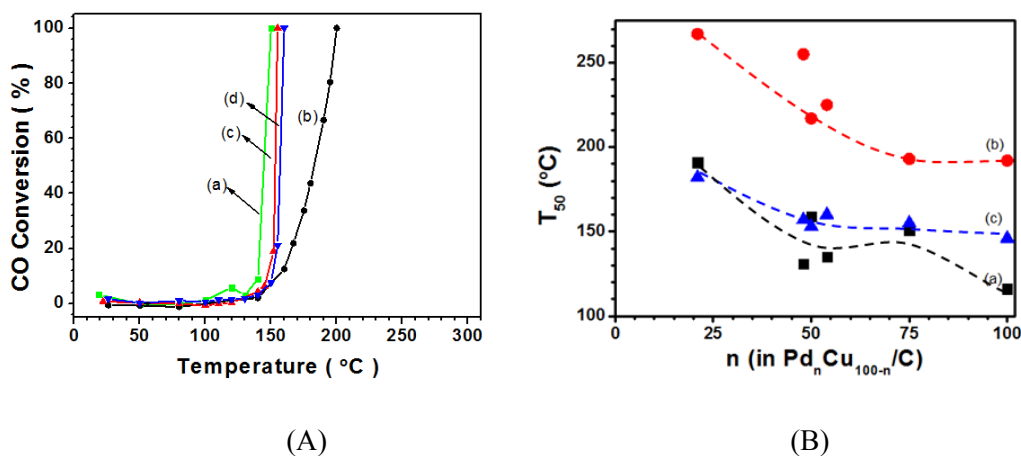 CO Conversion ( % )
100
80
60
40
20
0
(d)
(c)
(a)
(b)
0 50 100 150 200 250 300
Temperature ( °C )
(A)
T50 (°C)
250
200
150
100
(b)
(c)
(a)
0 25 50 75 100
n (in PdnCu100-n/C)
(B)